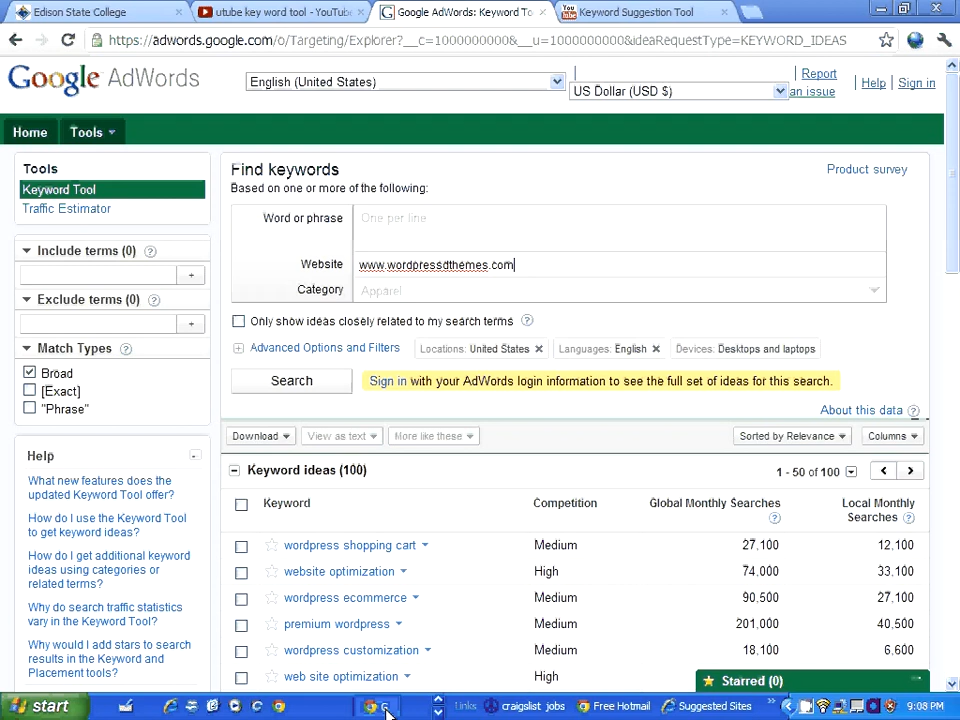 Edison State College
utube key word tool - YouTube
Google AdWords: Keyword To
Keyword Suggestion Tool
https://adwords.google.com/o/Targeting/Explorer?__c=1000000000&__u=1000000000&ideaRequestType=KEYWORD_IDEAS
Google AdWords
English (United States)
US Dollar (USD $)
Report an issue
Help
Sign in
Home
Tools
Tools
Keyword Tool
Traffic Estimator
Include terms (0)
+
Exclude terms (0)
+
Match Types
Broad
[Exact]
"Phrase"
Help
What new features does the
updated Keyword Tool offer?
How do I use the Keyword Tool
to get keyword ideas?
How do I get additional keyword
ideas using categories or
related terms?
Why do search traffic statistics
vary in the Keyword Tool?
Why would I add stars to search
results in the Keyword and
Placement tools?
Find keywords
Product survey
Based on one or more of the following:
Word or phrase
One per line
Website
www.wordpressdthemes.com
Category
Apparel
Only show ideas closely related to my search terms
Advanced Options and Filters
Locations: United States
Languages: English
Devices: Desktops and laptops
Search
Sign in with your AdWords login information to see the full set of ideas for this search.
About this data
Download
View as text
More like these
Sorted by Relevance
Columns
Keyword ideas (100)
1 - 50 of 100
Keyword Competition Global Monthly Searches Local Monthly Searches
wordpress shopping cart Medium 27,100 12,100
website optimization High 74,000 33,100
wordpress ecommerce Medium 90,500 27,100
premium wordpress Medium 201,000 40,500
wordpress customization Medium 18,100 6,600
web site optimization High
Starred (0)
start
G
Links
craigslist jobs
Free Hotmail
Suggested Sites
9:08 PM